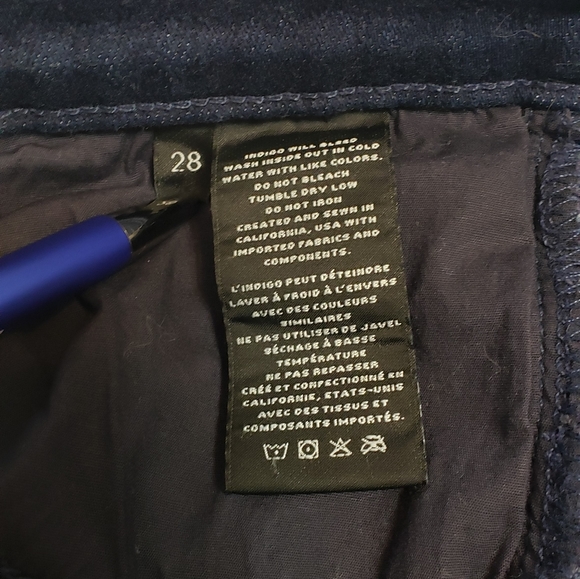 28
INDIGO WILL BLEED
WASH INSIDE OUT IN COLD
WATER WITH LIKE COLORS.
DO NOT BLEACH
TUMBLE DRY LOW
DO NOT IRON
CREATED AND SEWN IN
CALIFORNIA, USA WITH
IMPORTED FABRICS AND
COMPONENTS.
L'INDIGO PEUT DÉTEINDRE
LAVER À FROID À L'ENVERS
AVEC DES COULEURS
SIMILAIRES
NE PAS UTILISER DE JAVEL
SÉCHAGE À BASSE
TEMPÉRATURE
NE PAS REPASSER
CRÉÉ ET CONFECTIONNÉ EN
CALIFORNIE, ETATS-UNIS
AVEC DES TISSUS ET
COMPOSANTS IMPORTÉS.